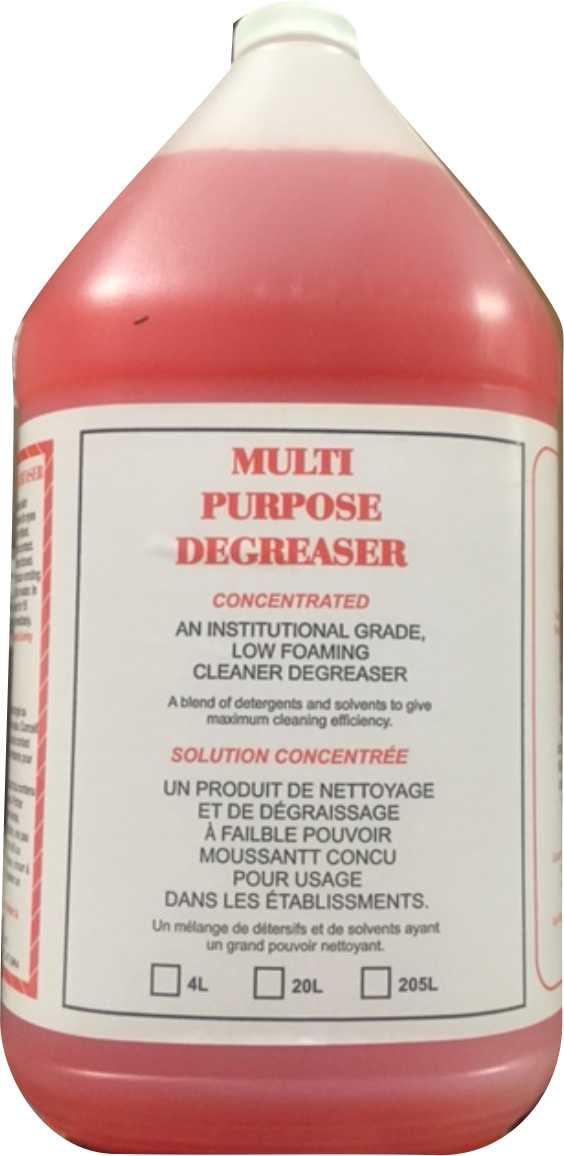 MULTI
PURPOSE
DEGREASER
CONCENTRATED
AN INSTITUTIONAL GRADE,
LOW FOAMING
CLEANER DEGREASER
A blend of detergents and solvents to give
maximum cleaning efficiency.
SOLUTION CONCENTRÉE
UN PRODUIT DE NETTOYAGE
ET DE DÉGRAISSAGE
À FAILBLE POUVOIR
MOUSSANTT CONCU
POUR USAGE
DANS LES ÉTABLISSMENTS.
Un mélange de détersifs et de solvents ayant
un grand pouvoir nettoyant.
4L 20L 205L